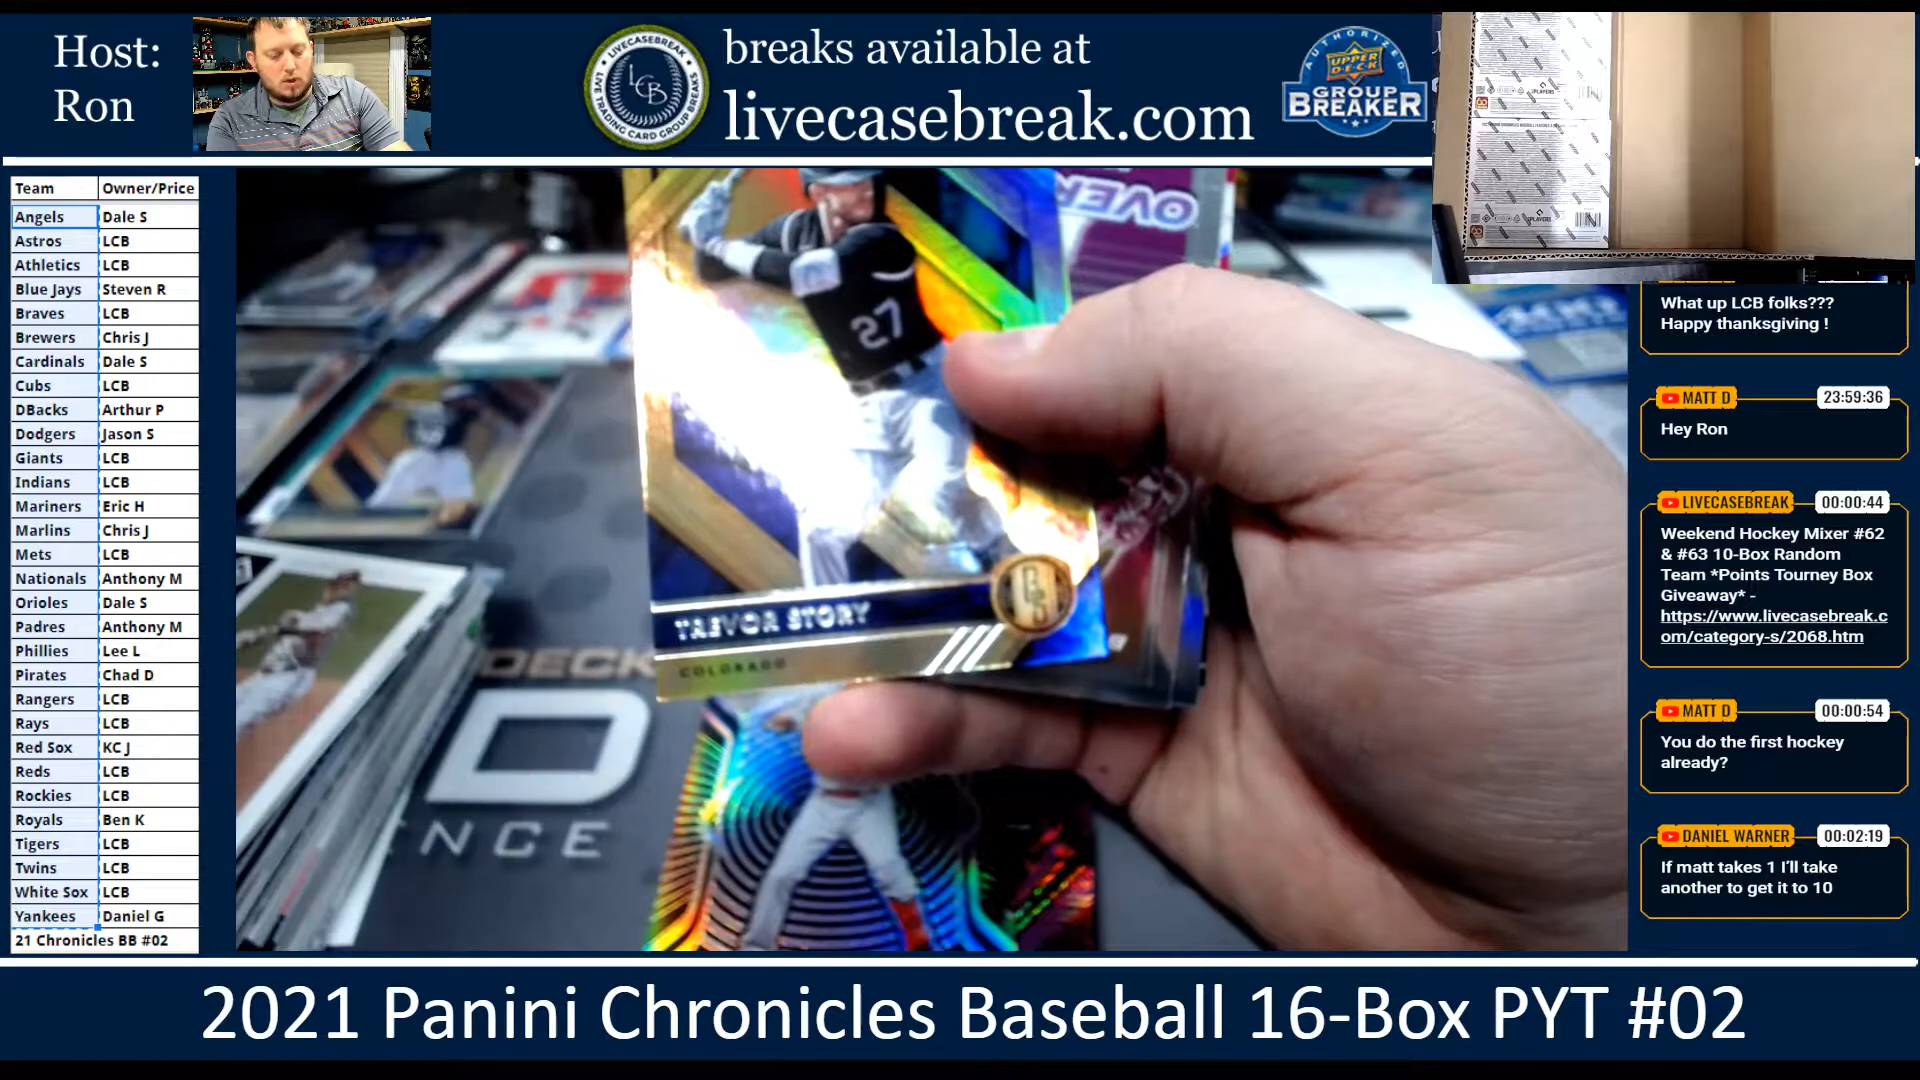 Host:
Ron
LIVECASEBREAK
LCB
LIVE TRADING CARD GROUP BREAKS
breaks available at
livecasebreak.com
AUTHORIZED
UPPER
DECK
GROUP
BREAKER
Team Owner/Price
Angels Dale S
Astros LCB
Athletics LCB
Blue Jays Steven R
Braves LCB
Brewers Chris J
Cardinals Dale S
Cubs LCB
DBacks Arthur P
Dodgers Jason S
Giants LCB
Indians LCB
Mariners Eric H
Marlins Chris J
Mets LCB
Nationals Anthony M
Orioles Dale S
Padres Anthony M
Phillies Lee L
Pirates Chad D
Rangers LCB
Rays LCB
Red Sox KC J
Reds LCB
Rockies LCB
Royals Ben K
Tigers LCB
Twins LCB
White Sox LCB
Yankees Daniel G
21 Chronicles BB #02
OVER
27
TREVOR STORY
COLORADO
DECK
D
ENCE
What up LCB folks???
Happy thanksgiving !
MATT D 23:59:36
Hey Ron
LIVECASEBREAK 00:00:44
Weekend Hockey Mixer #62
& #63 10-Box Random
Team *Points Tourney Box
Giveaway* -
https://www.livecasebreak.c
om/category-s/2068.htm
MATT D 00:00:54
You do the first hockey
already?
DANIEL WARNER 00:02:19
If matt takes 1 I'll take
another to get it to 10
2021 Panini Chronicles Baseball 16-Box PYT #02